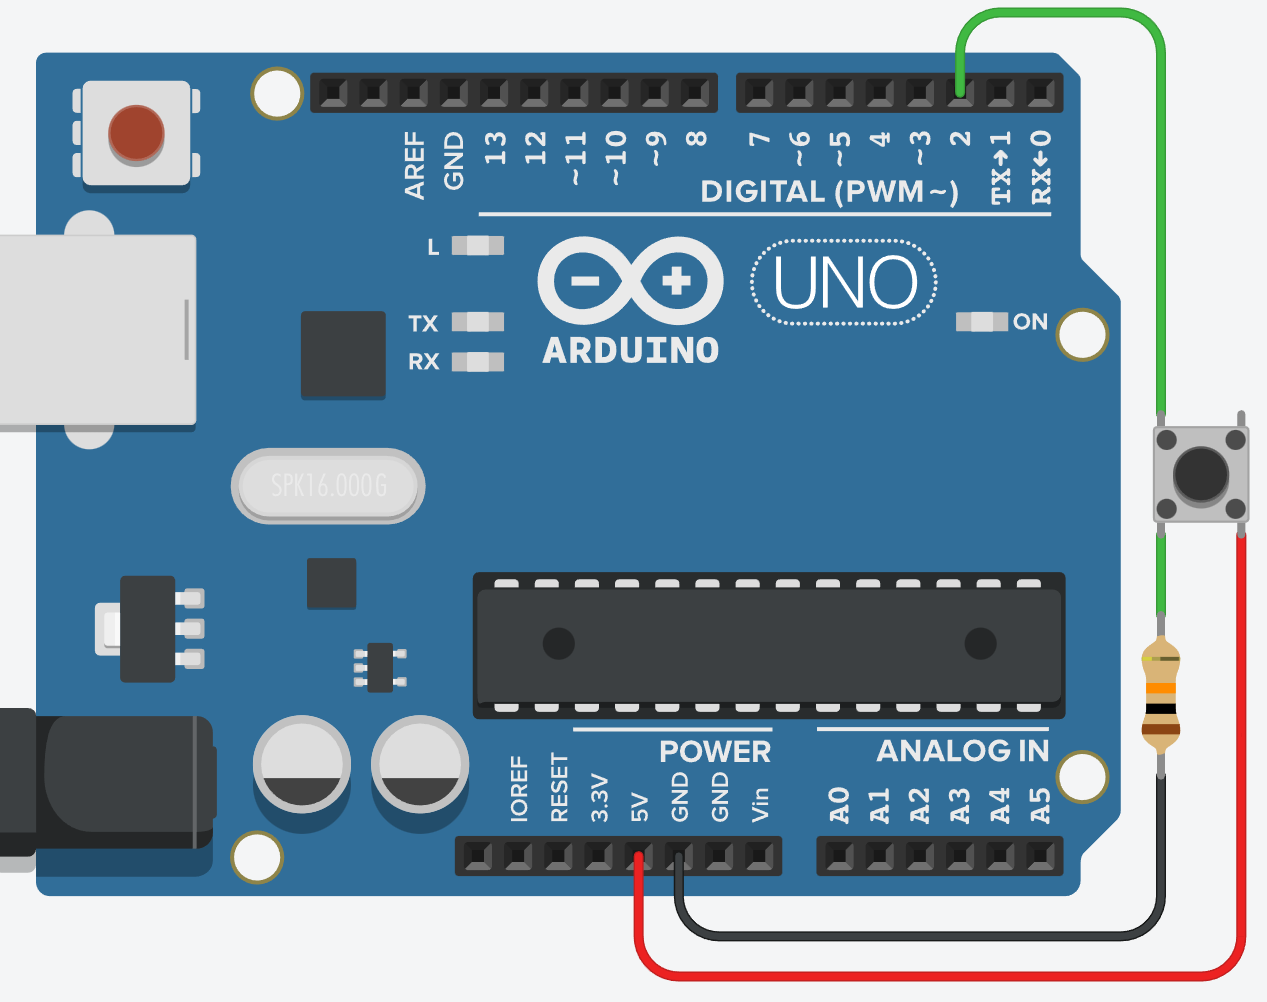 AREF
GND
13
12
~11
~10
~9
8
7
~6
~5
4
~3
2
TX→1
RX←0
DIGITAL (PWM~)
L
TX
RX
ARDUINO
UNO
ON
SPK16.000G
POWER
ANALOG IN
IOREF
RESET
3.3V
5V
GND
GND
Vin
A0
A1
A2
A3
A4
A5